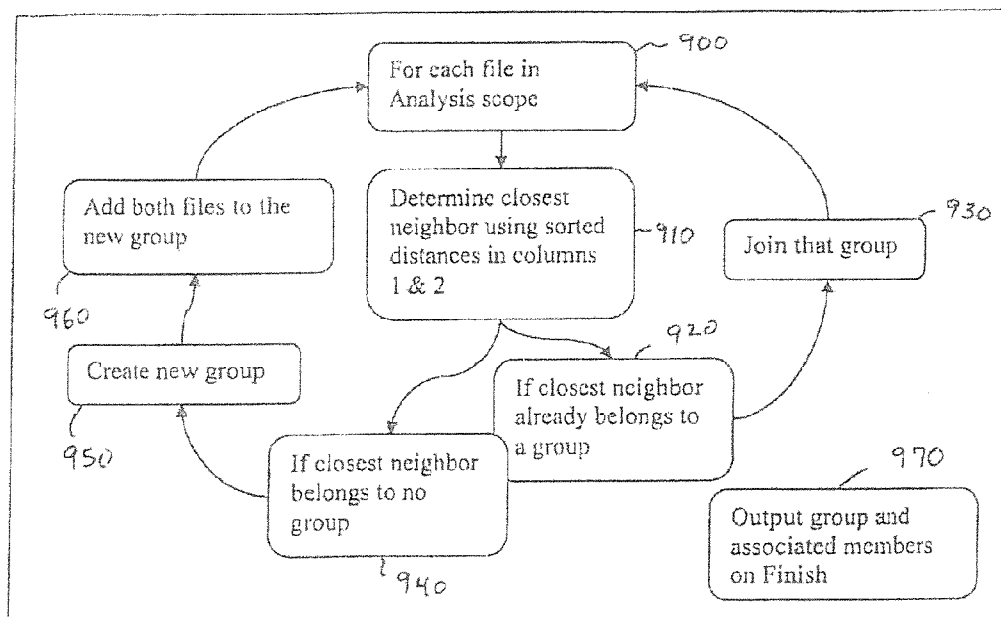 900
For each file in
Analysis scope
Add both files to the
new group
960
Determine closest
neighbor using sorted
distances in columns
1 & 2
910
930
Join that group
920
If closest neighbor
already belongs to
a group
Create new group
950
If closest neighbor
belongs to no
group
940
970
Output group and
associated members
on Finish